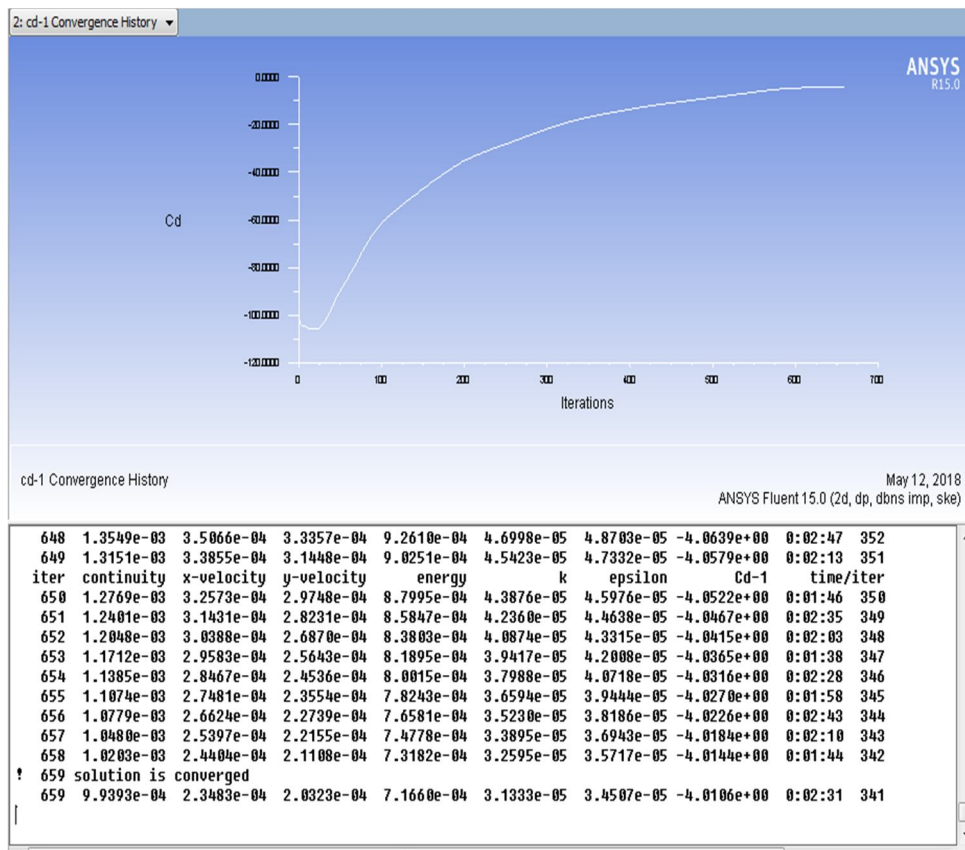 2: cd-1 Convergence History
ANSYS
R15.0
0.0000
-20.0000
-40.0000
-60.0000
-80.0000
-100.0000
-120.0000
Cd
0 100 200 300 400 500 600 700
Iterations
cd-1 Convergence History
May 12, 2018
ANSYS Fluent 15.0 (2d, dp, dbns imp, ske)
648 1.3549e-03 3.5066e-04 3.3357e-04 9.2610e-04 4.6998e-05 4.8703e-05 -4.0639e+00 0:02:47 352
649 1.3151e-03 3.3855e-04 3.1448e-04 9.0251e-04 4.5423e-05 4.7332e-05 -4.0579e+00 0:02:13 351
iter continuity x-velocity y-velocity energy k epsilon Cd-1 time/iter
650 1.2769e-03 3.2573e-04 2.9748e-04 8.7995e-04 4.3876e-05 4.5976e-05 -4.0522e+00 0:01:46 350
651 1.2401e-03 3.1431e-04 2.8231e-04 8.5847e-04 4.2360e-05 4.4638e-05 -4.0467e+00 0:02:35 349
652 1.2048e-03 3.0388e-04 2.6870e-04 8.3803e-04 4.0874e-05 4.3315e-05 -4.0415e+00 0:02:03 348
653 1.1712e-03 2.9583e-04 2.5643e-04 8.1895e-04 3.9417e-05 4.2008e-05 -4.0365e+00 0:01:38 347
654 1.1385e-03 2.8467e-04 2.4536e-04 8.0015e-04 3.7988e-05 4.0718e-05 -4.0316e+00 0:02:28 346
655 1.1074e-03 2.7481e-04 2.3554e-04 7.8243e-04 3.6594e-05 3.9444e-05 -4.0270e+00 0:01:58 345
656 1.0779e-03 2.6624e-04 2.2739e-04 7.6581e-04 3.5230e-05 3.8186e-05 -4.0226e+00 0:02:43 344
657 1.0480e-03 2.5397e-04 2.2155e-04 7.4778e-04 3.3895e-05 3.6943e-05 -4.0184e+00 0:02:10 343
658 1.0203e-03 2.4404e-04 2.1108e-04 7.3182e-04 3.2595e-05 3.5717e-05 -4.0144e+00 0:01:44 342
! 659 solution is converged
659 9.9393e-04 2.3483e-04 2.0323e-04 7.1660e-04 3.1333e-05 3.4507e-05 -4.0106e+00 0:02:31 341